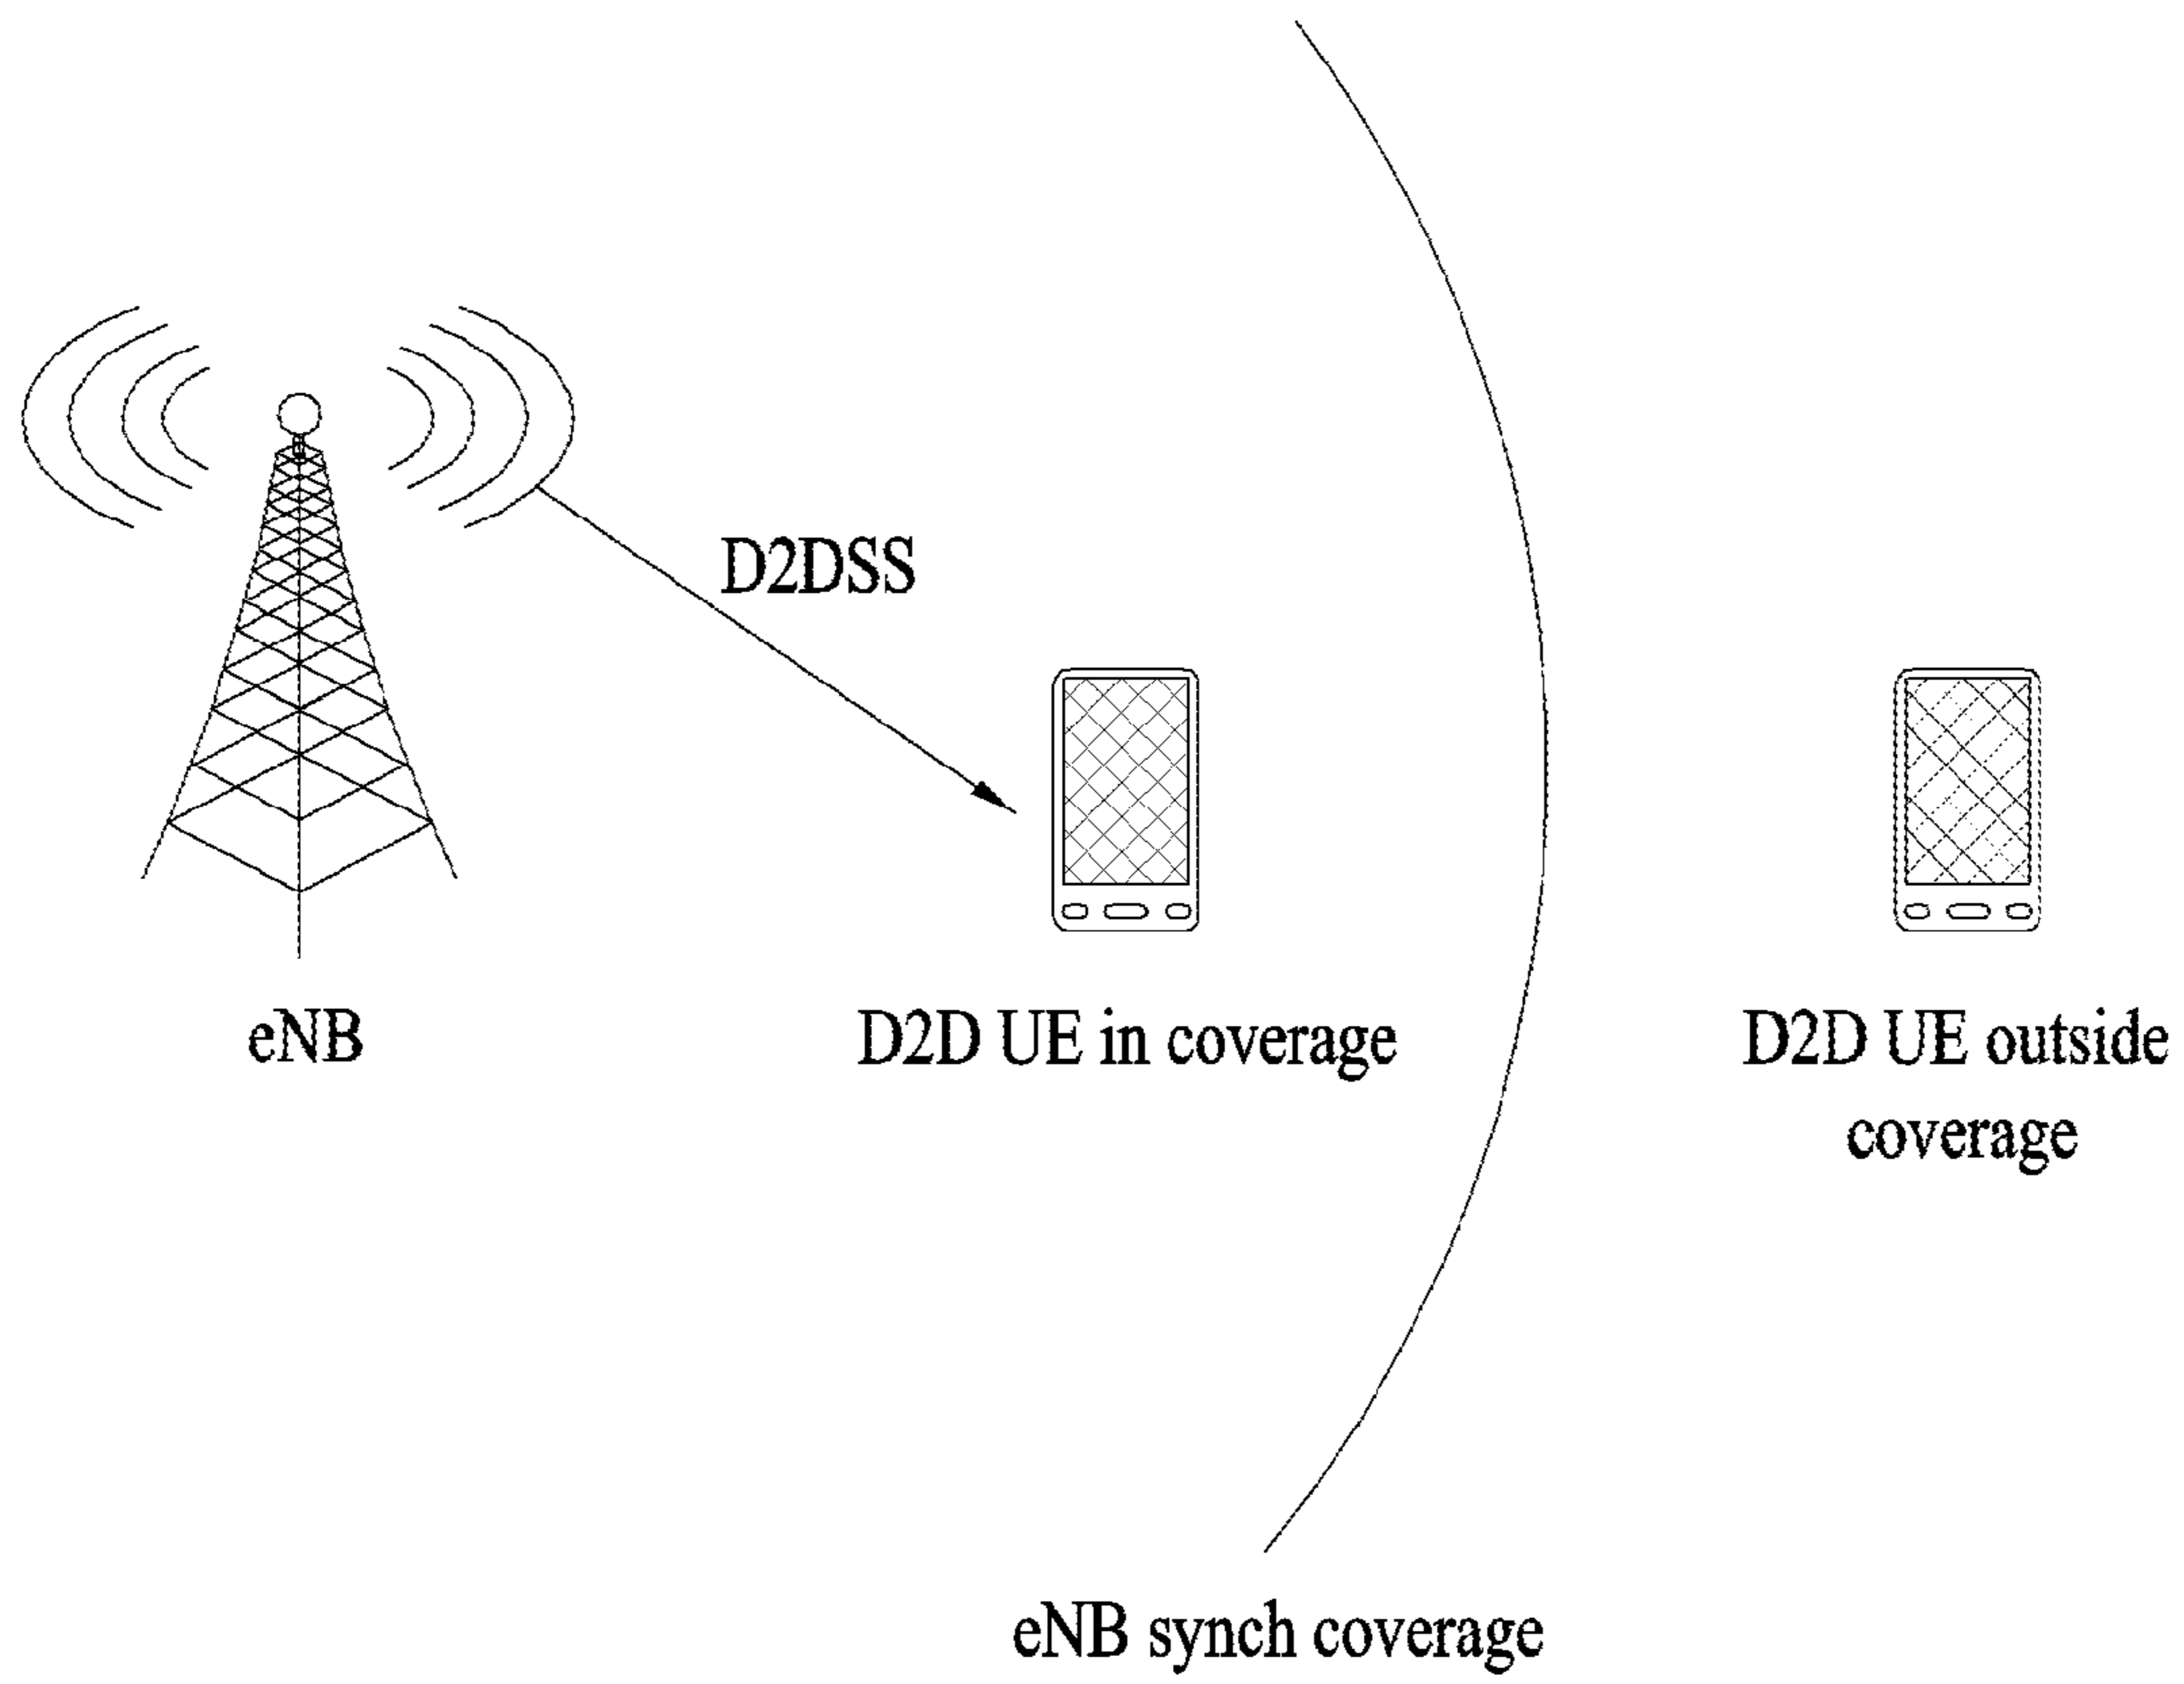 D2DSS
eNB
D2D UE in coverage
D2D UE outside
coverage
eNB synch coverage